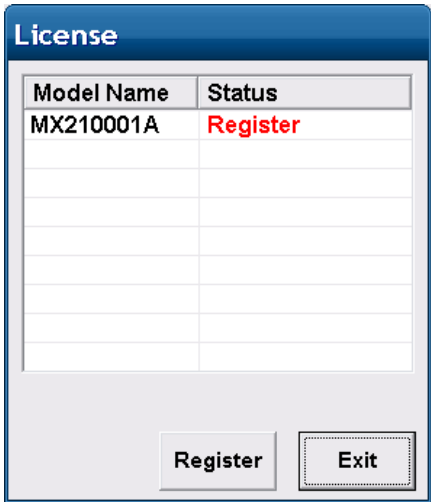 License
Model Name Status
MX210001A Register
Register Exit